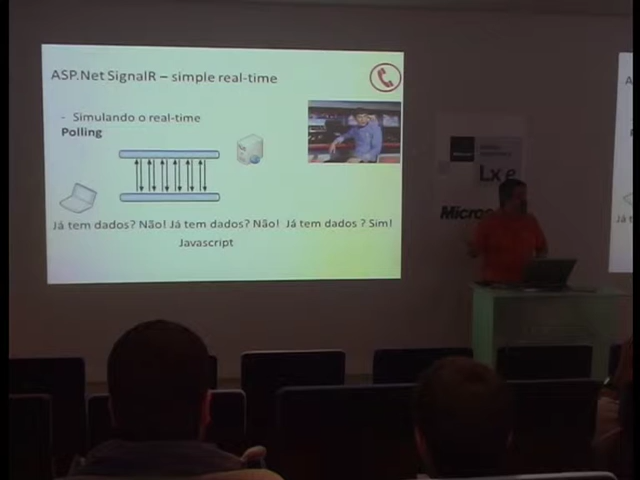 ASP.Net SignalR – simple real-time
- Simulando o real-time
Polling
Já tem dados? Não! Já tem dados? Não! Já tem dados ? Sim!
Javascript
Lx